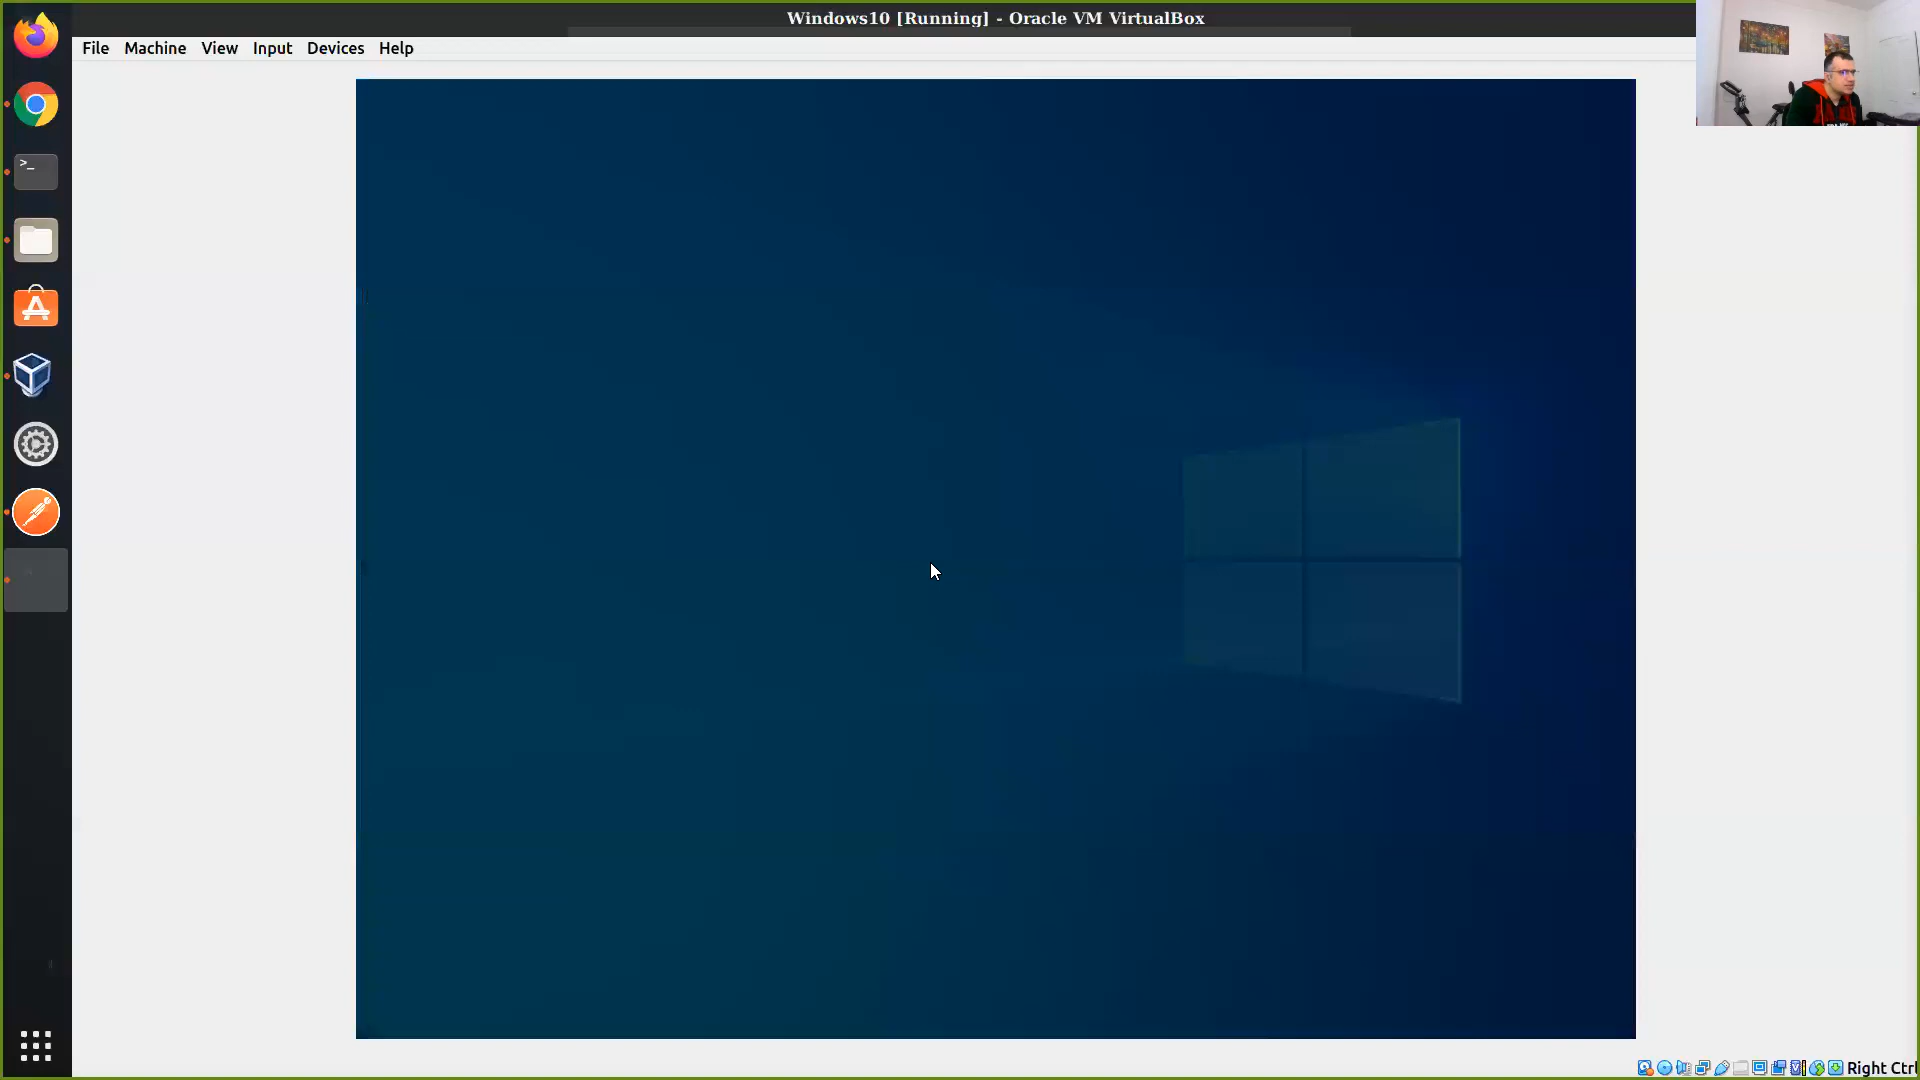 Windows10 [Running] - Oracle VM VirtualBox
File Machine View Input Devices Help
>_
Right Ctrl